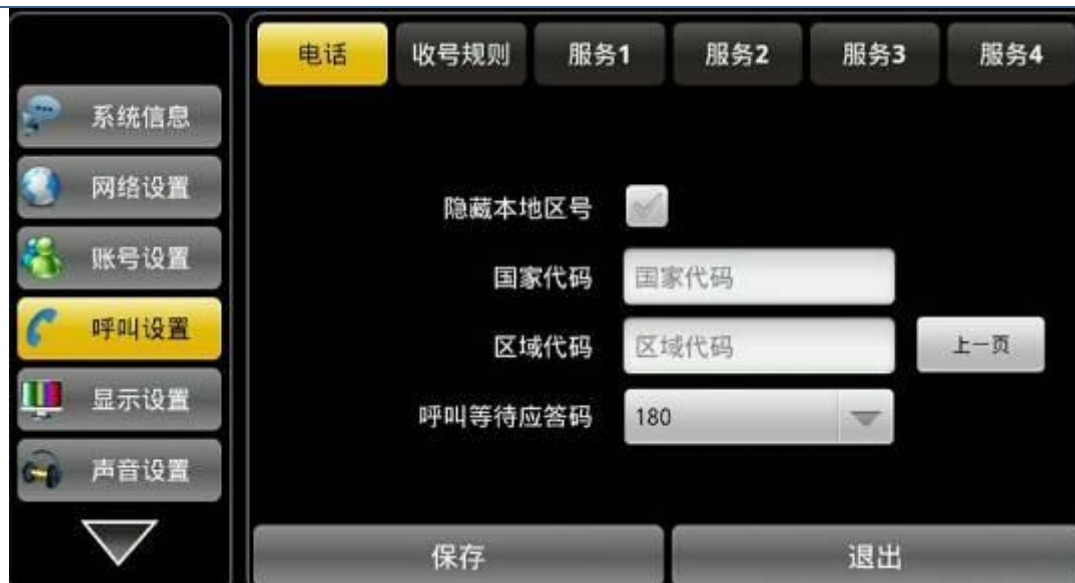 电话 收号规则 服务1 服务2 服务3 服务4
系统信息
网络设置
账号设置
呼叫设置
显示设置
声音设置
隐藏本地区号
国家代码 国家代码
区域代码 区域代码 上一页
呼叫等待应答码 180
保存 退出